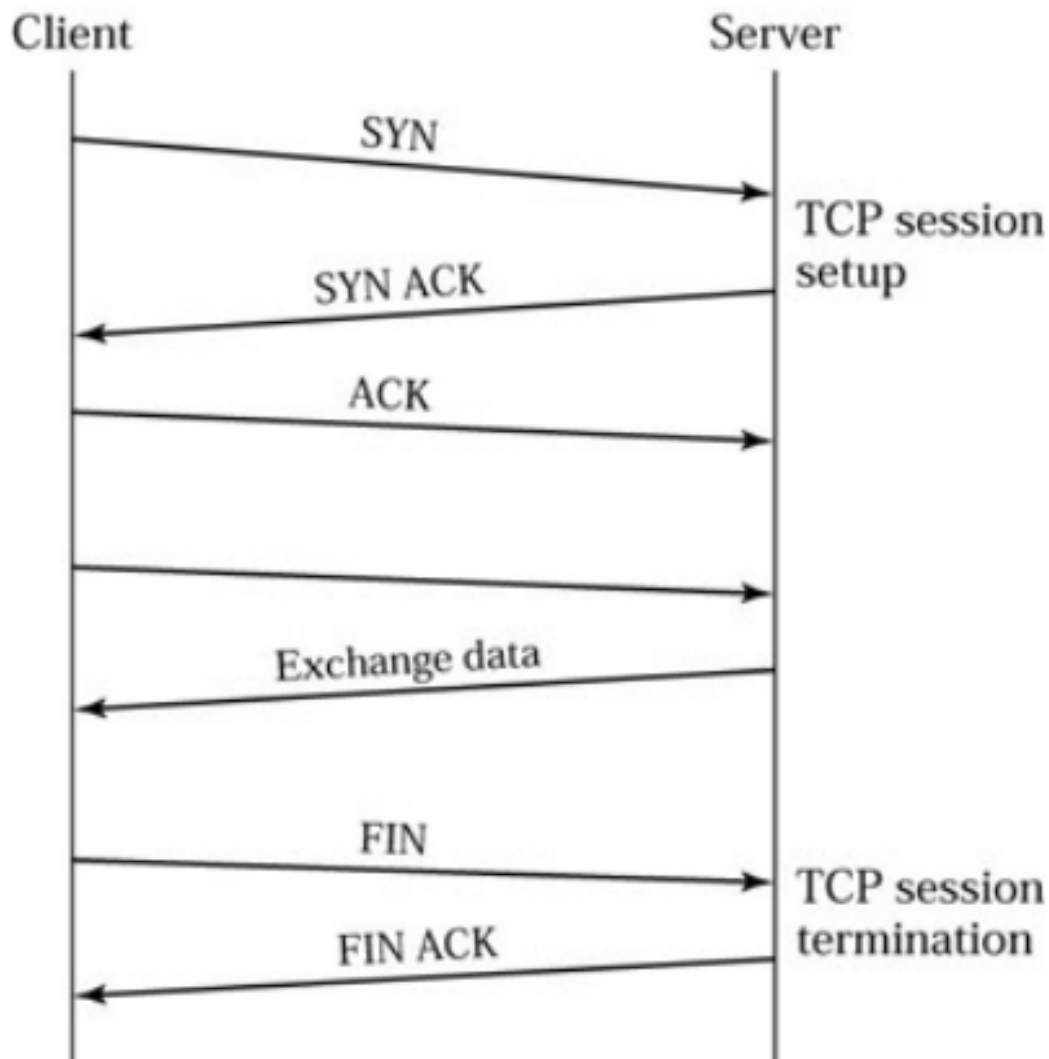 Client
Server
SYN
TCP session
setup
SYN ACK
ACK
Exchange data
FIN
TCP session
termination
FIN ACK